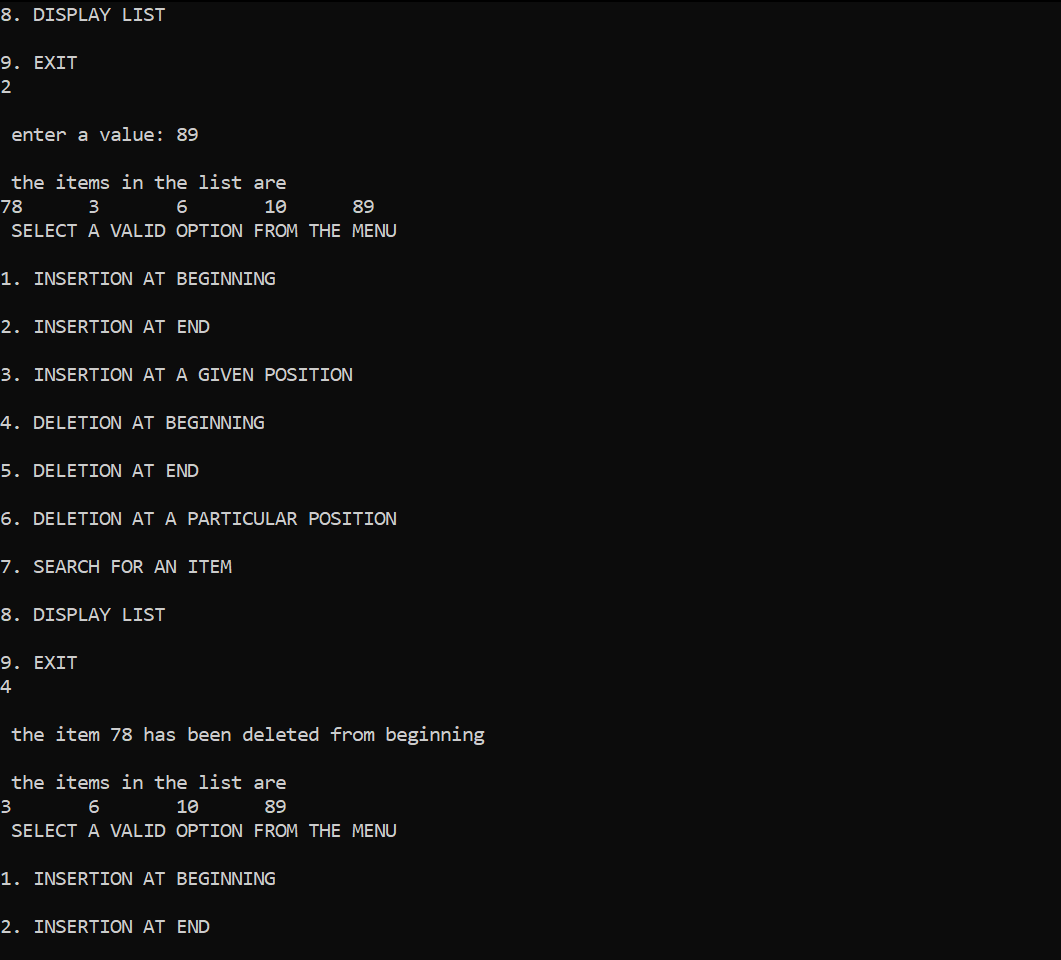 8. DISPLAY LIST
9. EXIT
2
enter a value: 89
the items in the list are
78 3 6 10 89
SELECT A VALID OPTION FROM THE MENU
1. INSERTION AT BEGINNING
2. INSERTION AT END
3. INSERTION AT A GIVEN POSITION
4. DELETION AT BEGINNING
5. DELETION AT END
6. DELETION AT A PARTICULAR POSITION
7. SEARCH FOR AN ITEM
8. DISPLAY LIST
9. EXIT
4
the item 78 has been deleted from beginning
the items in the list are
3 6 10 89
SELECT A VALID OPTION FROM THE MENU
1. INSERTION AT BEGINNING
2. INSERTION AT END